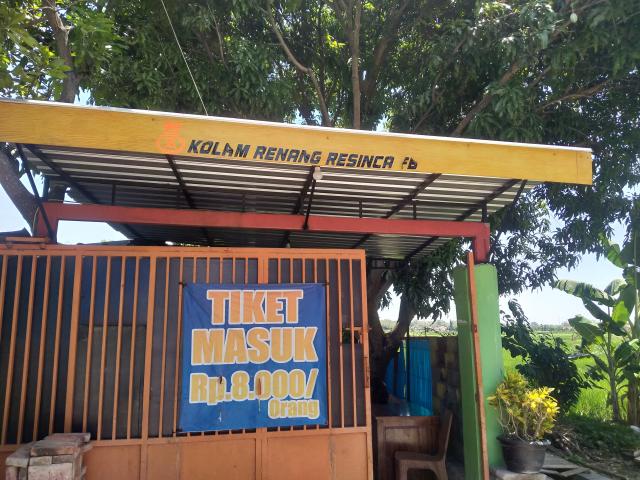 KOLAM RENANG RESINCA
TIKET
MASUK
Rp.8.000/
Orang